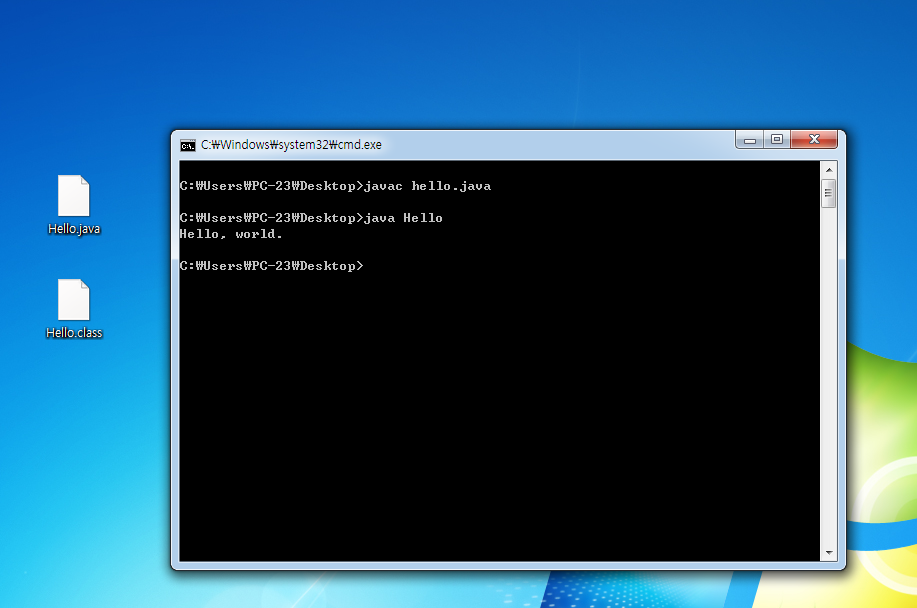 Hello.java
Hello.class
C:\.
C:₩Windows₩system32₩cmd.exe
C:₩Users₩PC-23₩Desktop>javac hello.java
C:₩Users₩PC-23₩Desktop>java Hello
Hello, world.
C:₩Users₩PC-23₩Desktop>